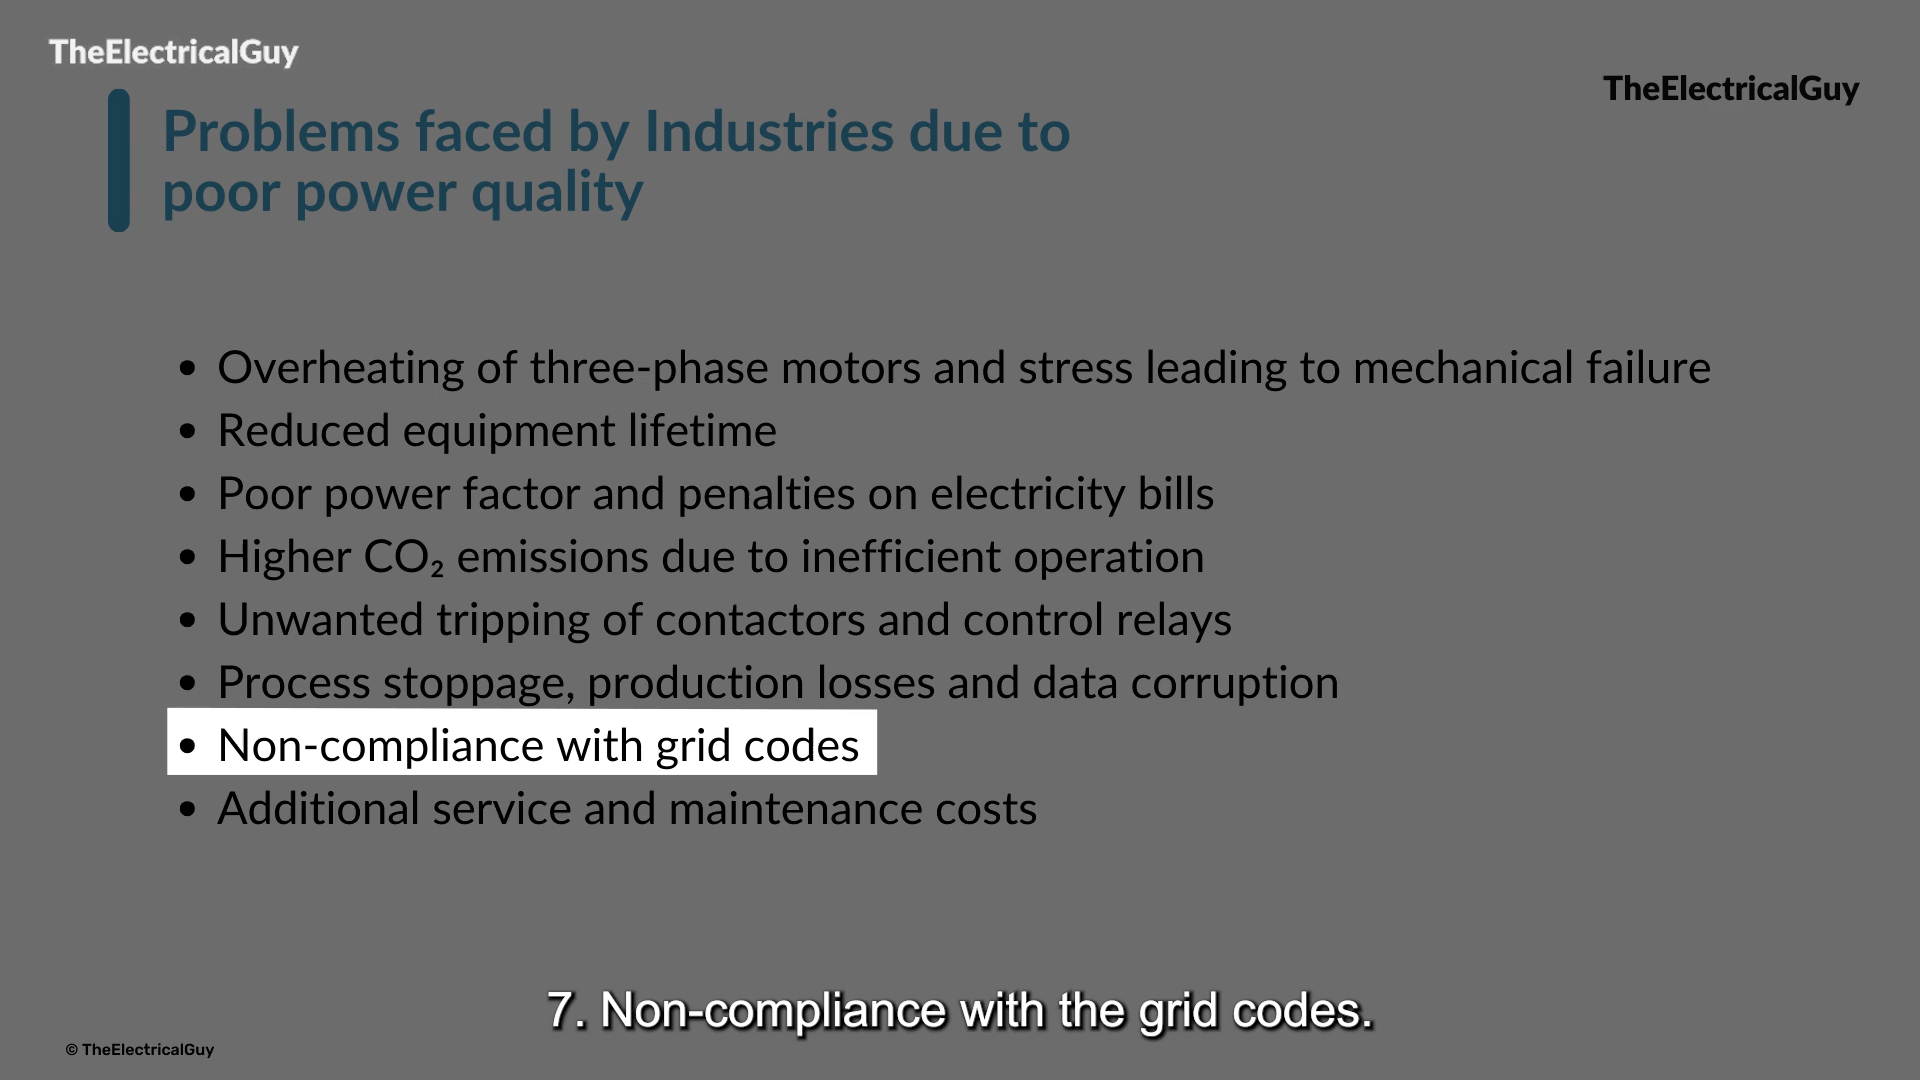 TheElectricalGuy
TheElectricalGuy
Problems faced by Industries due to
poor power quality
• Overheating of three-phase motors and stress leading to mechanical failure
• Reduced equipment lifetime
• Poor power factor and penalties on electricity bills
• Higher CO₂ emissions due to inefficient operation
• Unwanted tripping of contactors and control relays
• Process stoppage, production losses and data corruption
• Non-compliance with grid codes
• Additional service and maintenance costs
7. Non-compliance with the grid codes.
© TheElectricalGuy